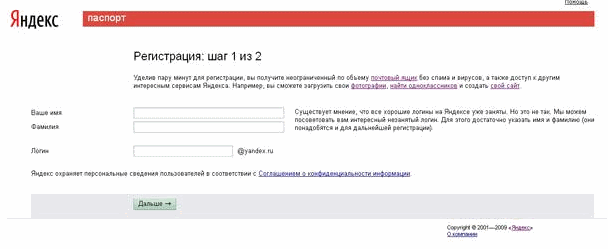 Помощь
Яндекс паспорт
Регистрация: шаг 1 из 2
Уделив пару минут для регистрации, вы получите неограниченный по объему почтовый ящик без спама и вирусов, а также доступ к другим
интересным сервисам Яндекса. Например, вы сможете загрузить свои фотографии, найти одноклассников и создать свой сайт.
Ваше имя
Фамилия
Существует мнение, что все хорошие логины на Яндексе уже заняты. Но это не так. Мы можем
посоветовать вам интересный незанятый логин. Для этого достаточно указать имя и фамилию (они
понадобятся и для дальнейшей регистрации).
Логин @yandex.ru
Яндекс охраняет персональные сведения пользователей в соответствии с Соглашением о конфиденциальности информации.
Дальше →
Copyright © 2001—2009 «Яндекс»
О компании